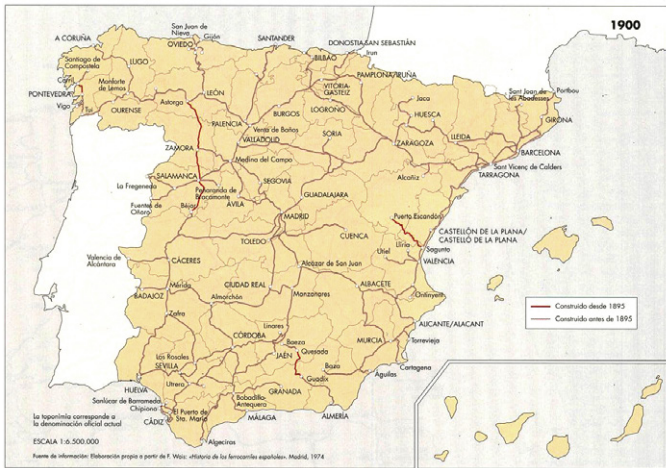 1900
San Juan de
Nieva
Gijón
A CORUÑA
OVIEDO
SANTANDER
DONOSTIA/SAN SEBASTIÁN
Irun
BILBAO
Santiago de
Compostela
LUGO
VITORIA-
GASTEIZ
PAMPLONA/IRUÑA
Carril
Monforte
de Lemos
LEÓN
Jaca
Sant Joan de
les Abadesses
Portbou
PONTEVEDRA
Astorga
BURGOS
LOGROÑO
HUESCA
GIRONA
Vigo
Tui
OURENSE
PALENCIA
Venta de Baños
SORIA
LLEIDA
VALLADOLID
ZARAGOZA
BARCELONA
ZAMORA
Medina del Campo
Sant Vicenç de Calders
TARRAGONA
SALAMANCA
SEGOVIA
Alcañiz
La Fregeneda
Peñaranda de
Bracamonte
GUADALAJARA
Fuentes de
Oñoro
Béjar
ÁVILA
MADRID
Puerto Escandón
CASTELLÓN DE LA PLANA/
CASTELLÓ DE LA PLANA
TOLEDO
CUENCA
Llíria
Sagunto
Utiel
VALENCIA
Valencia de
Alcántara
CÁCERES
Alcázar de San Juan
Mérida
CIUDAD REAL
ALBACETE
Ontinyent
BADAJOZ
Almorchón
Manzanares
Construido desde 1895
Construido antes de 1895
Zafra
ALICANTE/ALACANT
Linares
CÓRDOBA
Baeza
MURCIA
Torrevieja
Los Rosales
JAÉN
Quesada
SEVILLA
Baza
Cartagena
HUELVA
Utrera
Guadix
Águilas
Sanlúcar de Barrameda
Bobadilla-
Antequera
GRANADA
Chipiona
El Puerto de
Sta. María
MÁLAGA
ALMERÍA
CÁDIZ
Algeciras
La toponimia corresponde a
la denominación oficial actual
ESCALA 1:6.500.000
Fuente de información: Elaboración propia a partir de F. Wais: «Historia de los ferrocarriles españoles». Madrid, 1974